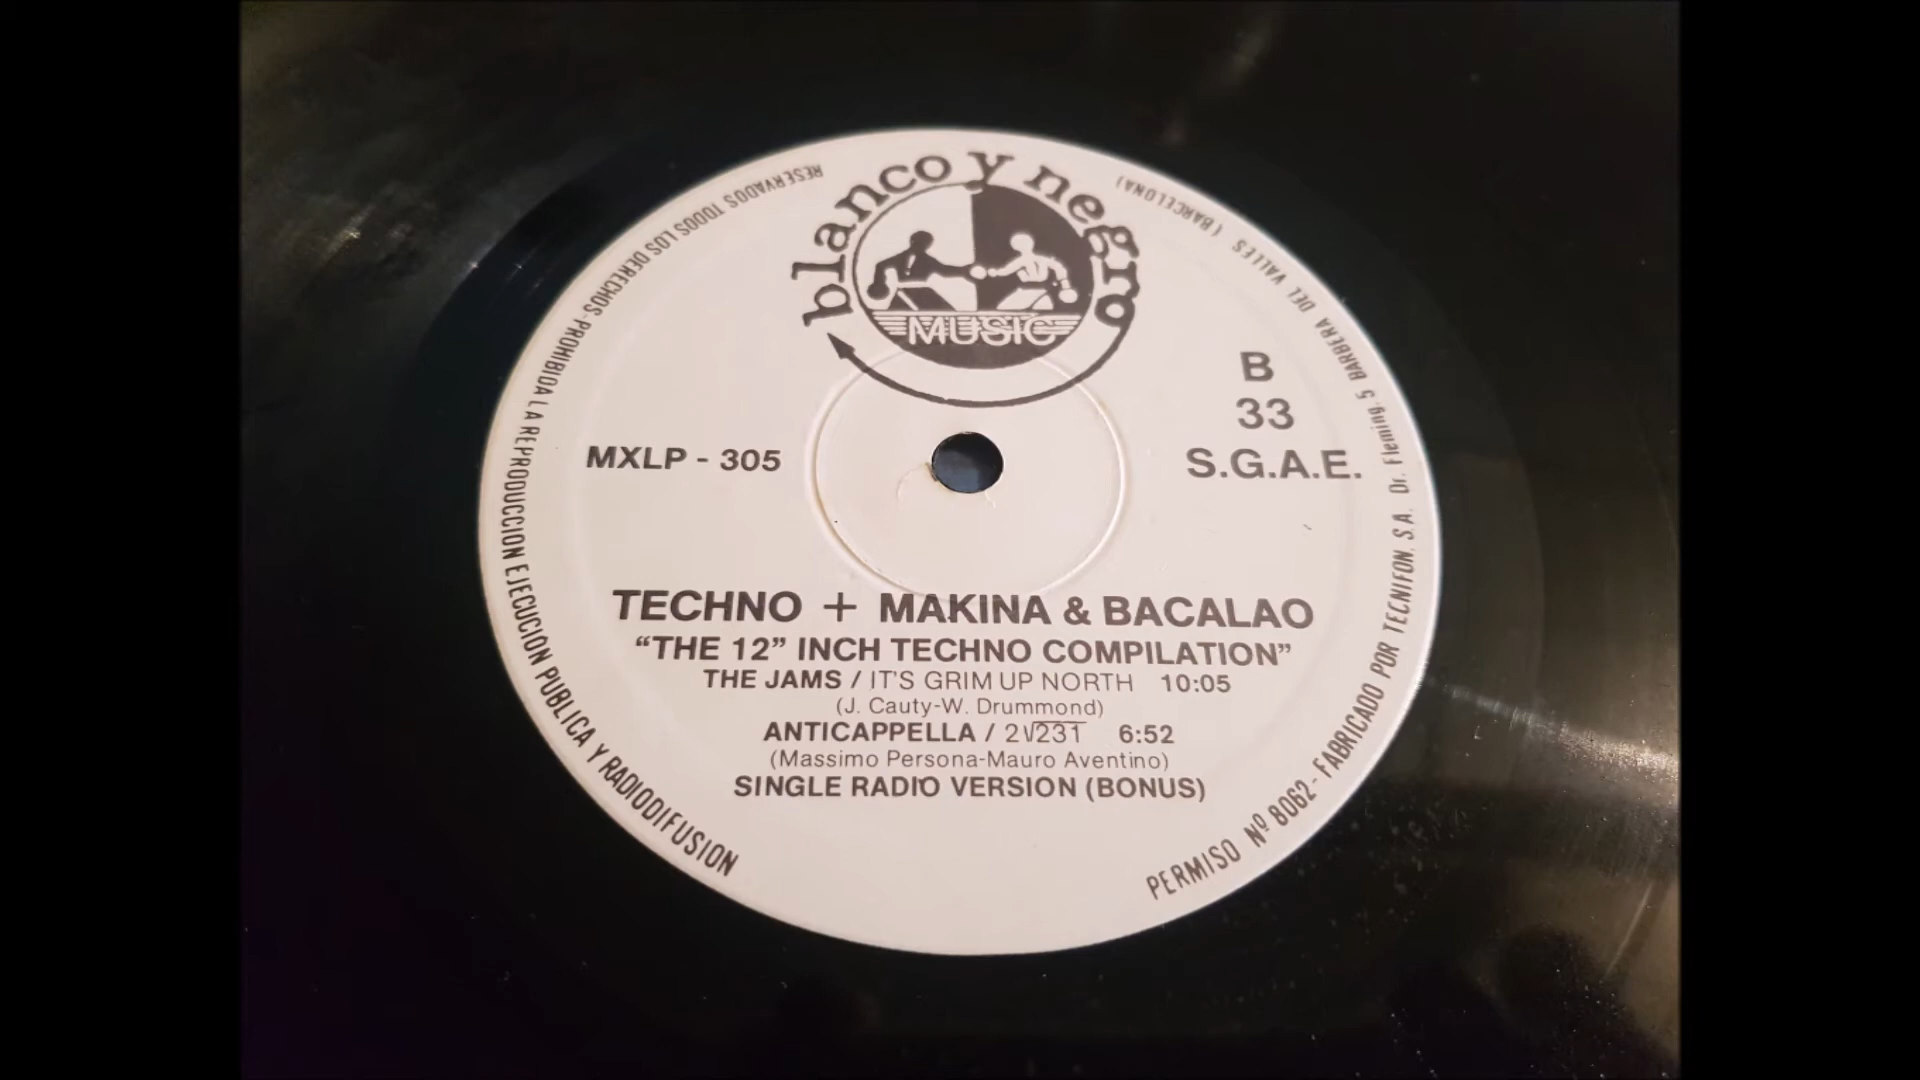 blanco y negro
MUSIC
B
33
S.G.A.E.
MXLP - 305
TECHNO + MAKINA & BACALAO
“THE 12” INCH TECHNO COMPILATION”
THE JAMS / IT'S GRIM UP NORTH 10:05
(J. Cauty-W. Drummond)
ANTICAPPELLA / 2√231 6:52
(Massimo Persona-Mauro Aventino)
SINGLE RADIO VERSION (BONUS)
RESERVADOS TODOS LOS DERECHOS-PROHIBIDA LA REPRODUCCION EJECUCIÓN PUBLICA Y RADIODIFUSION
PERMISO Nº 8062-FABRICADO POR TECNIFON, S.A. Dr. Fleming, 5 BARBERA DEL VALLES (BARCELONA)